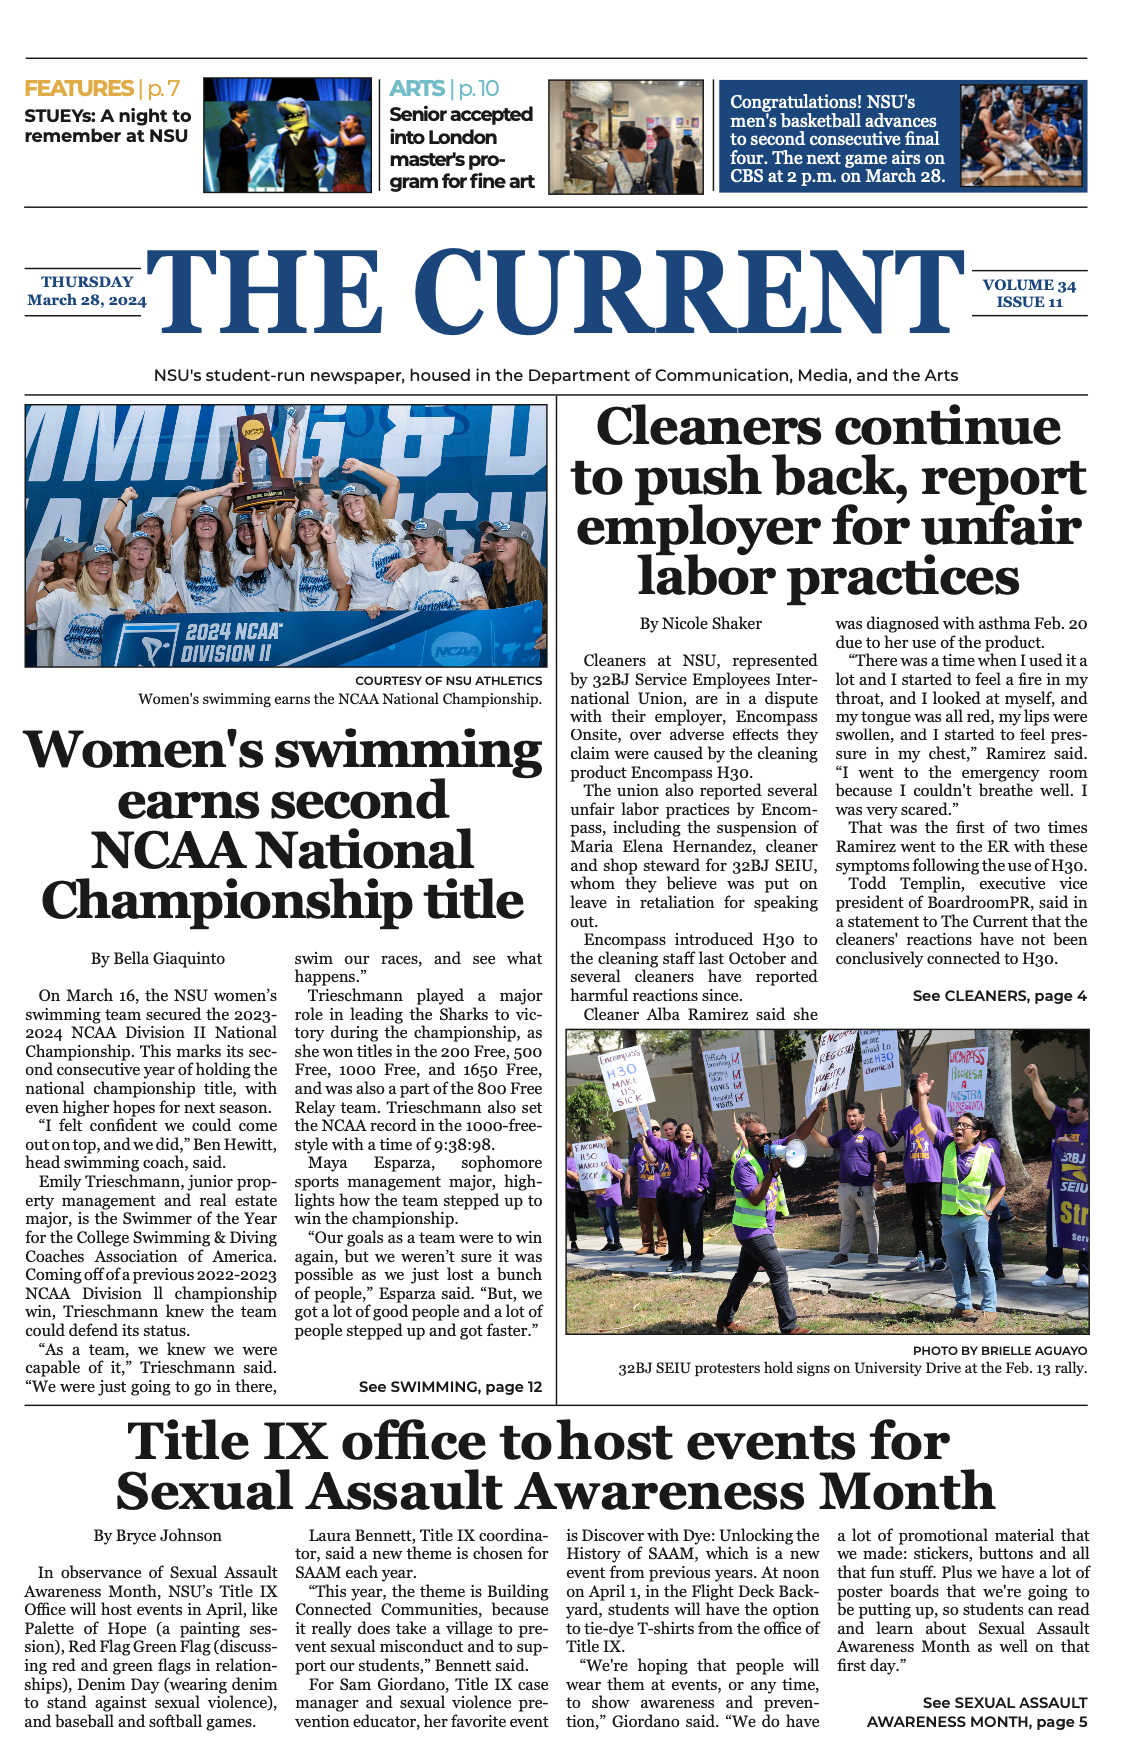 FEATURES | p. 7
STUEYs: A night to
remember at NSU
ARTS | p. 10
Senior accepted
into London
master's pro-
gram for fine art
Congratulations! NSU's
men's basketball advances
to second consecutive final
four. The next game airs on
CBS at 2 p.m. on March 28.
THURSDAY
March 28, 2024
THE CURRENT
VOLUME 34
ISSUE 11
NSU's student-run newspaper, housed in the Department of Communication, Media, and the Arts
2024 NCAA
DIVISION II
NCAA
COURTESY OF NSU ATHLETICS
Women's swimming earns the NCAA National Championship.
Women's swimming
earns second
NCAA National
Championship title
By Bella Giaquinto
On March 16, the NSU women’s
swimming team secured the 2023-
2024 NCAA Division II National
Championship. This marks its sec-
ond consecutive year of holding the
national championship title, with
even higher hopes for next season.
“I felt confident we could come
out on top, and we did,” Ben Hewitt,
head swimming coach, said.
Emily Trieschmann, junior prop-
erty management and real estate
major, is the Swimmer of the Year
for the College Swimming & Diving
Coaches Association of America.
Coming off of a previous 2022-2023
NCAA Division ll championship
win, Trieschmann knew the team
could defend its status.
“As a team, we knew we were
capable of it,” Trieschmann said.
“We were just going to go in there,
swim our races, and see what
happens.”
Trieschmann played a major
role in leading the Sharks to vic-
tory during the championship, as
she won titles in the 200 Free, 500
Free, 1000 Free, and 1650 Free,
and was also a part of the 800 Free
Relay team. Trieschmann also set
the NCAA record in the 1000-free-
style with a time of 9:38:98.
Maya Esparza, sophomore
sports management major, high-
lights how the team stepped up to
win the championship.
“Our goals as a team were to win
again, but we weren’t sure it was
possible as we just lost a bunch
of people,” Esparza said. “But, we
got a lot of good people and a lot of
people stepped up and got faster.”
See SWIMMING, page 12
Cleaners continue
to push back, report
employer for unfair
labor practices
By Nicole Shaker
Cleaners at NSU, represented
by 32BJ Service Employees Inter-
national Union, are in a dispute
with their employer, Encompass
Onsite, over adverse effects they
claim were caused by the cleaning
product Encompass H30.
The union also reported several
unfair labor practices by Encom-
pass, including the suspension of
Maria Elena Hernandez, cleaner
and shop steward for 32BJ SEIU,
whom they believe was put on
leave in retaliation for speaking
out.
Encompass introduced H30 to
the cleaning staff last October and
several cleaners have reported
harmful reactions since.
Cleaner Alba Ramirez said she
was diagnosed with asthma Feb. 20
due to her use of the product.
“There was a time when I used it a
lot and I started to feel a fire in my
throat, and I looked at myself, and
my tongue was all red, my lips were
swollen, and I started to feel pres-
sure in my chest,” Ramirez said.
“I went to the emergency room
because I couldn't breathe well. I
was very scared.”
That was the first of two times
Ramirez went to the ER with these
symptoms following the use of H30.
Todd Templin, executive vice
president of BoardroomPR, said in
a statement to The Current that the
cleaners' reactions have not been
conclusively connected to H30.
See CLEANERS, page 4
Encompass
H30
MAKE
US
SICK
32BJ
SEIU
PHOTO BY BRIELLE AGUAYO
32BJ SEIU protesters hold signs on University Drive at the Feb. 13 rally.
Title IX office to host events for
Sexual Assault Awareness Month
By Bryce Johnson
In observance of Sexual Assault
Awareness Month, NSU’s Title IX
Office will host events in April, like
Palette of Hope (a painting ses-
sion), Red Flag Green Flag (discuss-
ing red and green flags in relation-
ships), Denim Day (wearing denim
to stand against sexual violence),
and baseball and softball games.
Laura Bennett, Title IX coordina-
tor, said a new theme is chosen for
SAAM each year.
“This year, the theme is Building
Connected Communities, because
it really does take a village to pre-
vent sexual misconduct and to sup-
port our students,” Bennett said.
For Sam Giordano, Title IX case
manager and sexual violence pre-
vention educator, her favorite event
is Discover with Dye: Unlocking the
History of SAAM, which is a new
event from previous years. At noon
on April 1, in the Flight Deck Back-
yard, students will have the option
to tie-dye T-shirts from the office of
Title IX.
“We're hoping that people will
wear them at events, or any time,
to show awareness and preven-
tion,” Giordano said. “We do have
a lot of promotional material that
we made: stickers, buttons and all
that fun stuff. Plus we have a lot of
poster boards that we're going to
be putting up, so students can read
and learn about Sexual Assault
Awareness Month as well on that
first day.”
See SEXUAL ASSAULT
AWARENESS MONTH, page 5